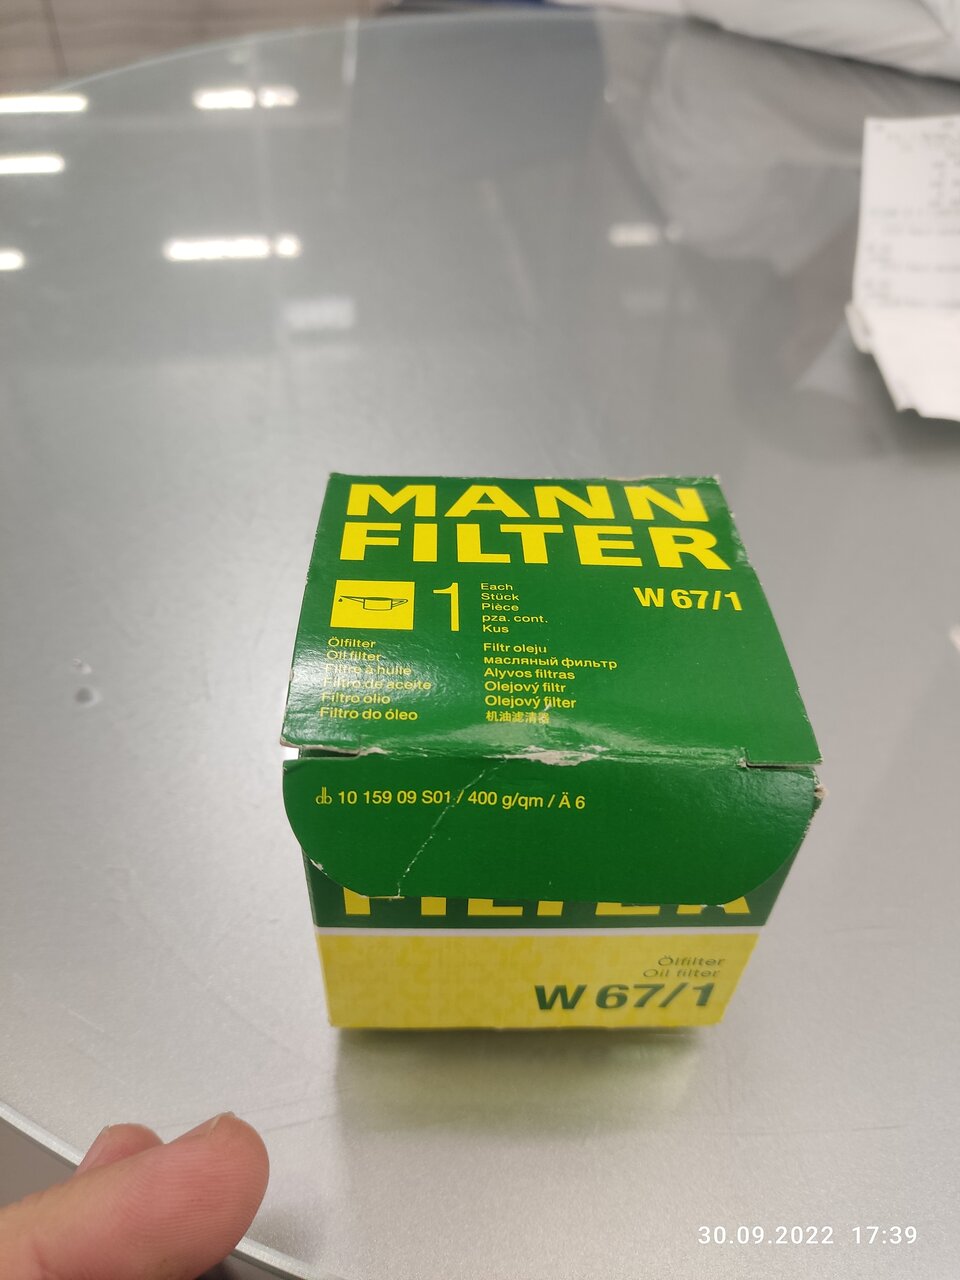 MANN
FILTER
1
Each
Stück
Pièce
pza. cont.
Kus
W 67/1
Ölfilter
Oil filter
Filtre à huile
Filtro de aceite
Filtro olio
Filtro do óleo
Filtr oleju
масляный фильтр
Alyvos filtras
Olejový filtr
Olejový filter
机油滤清器
db 10 159 09 S01 / 400 g/qm / Ä 6
FILTER
Ölfilter
Oil filter
W 67/1
30.09.2022 17:39